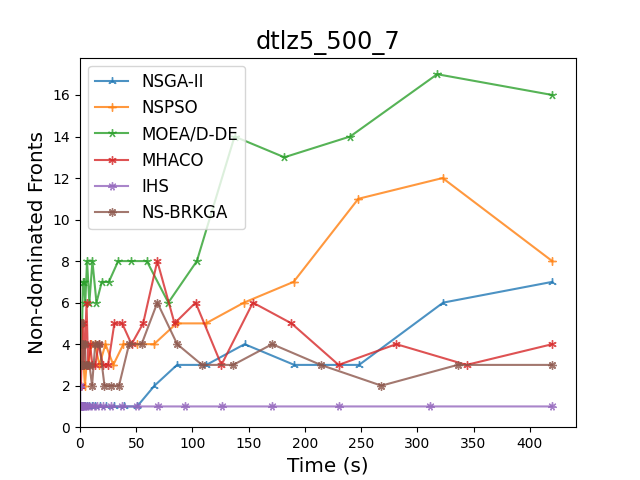 dtlz5_500_7
NSGA-II
NSPSO
MOEA/D-DE
MHACO
IHS
NS-BRKGA
Non-dominated Fronts
16
14
12
10
8
6
4
2
0
0 50 100 150 200 250 300 350 400
Time (s)